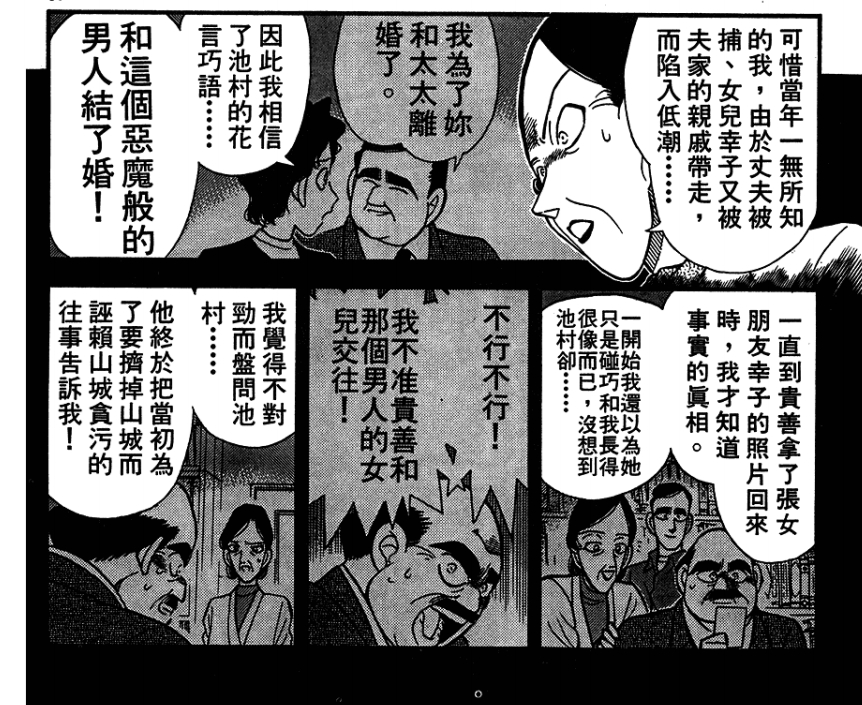 可惜當年一無所知
的我，由於丈夫被
捕、女兒幸子又被
夫家的親戚帶走，
而陷入低潮……
我為了妳
和太太離
婚了。
因此我相信
了池村的花
言巧語……
和這個惡魔般的
男人結了婚！
一直到貴善拿了張女
朋友幸子的照片回來
時，我才知道
事實的眞相。
一開始我還以為她
只是碰巧和我長得
很像而已，沒想到
池村卻……
不行不行！
我不准貴善和
那個男人的女
兒交往！
我覺得不對
勁而盤問池
村……
他終於把當初為
了要擠掉山城而
誣賴山城貪污的
往事告訴我！